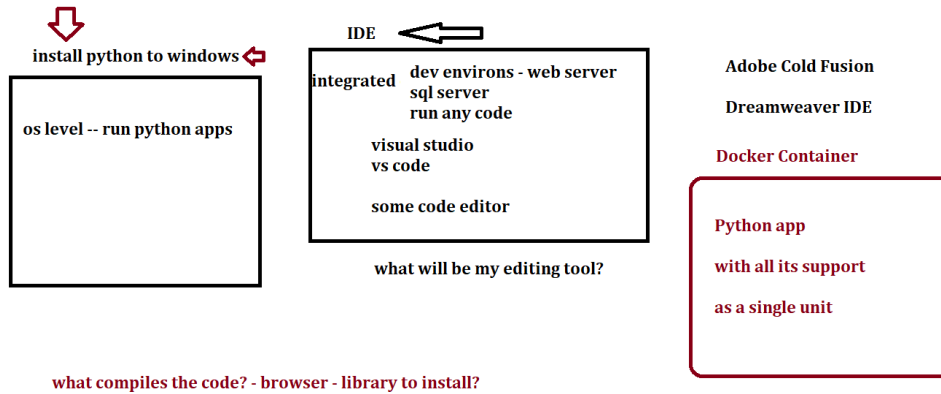 install python to windows
os level -- run python apps
IDE
integrated
dev environs - web server
sql server
run any code
visual studio
vs code
some code editor
what will be my editing tool?
Adobe Cold Fusion
Dreamweaver IDE
Docker Container
Python app
with all its support
as a single unit
what compiles the code? - browser - library to install?